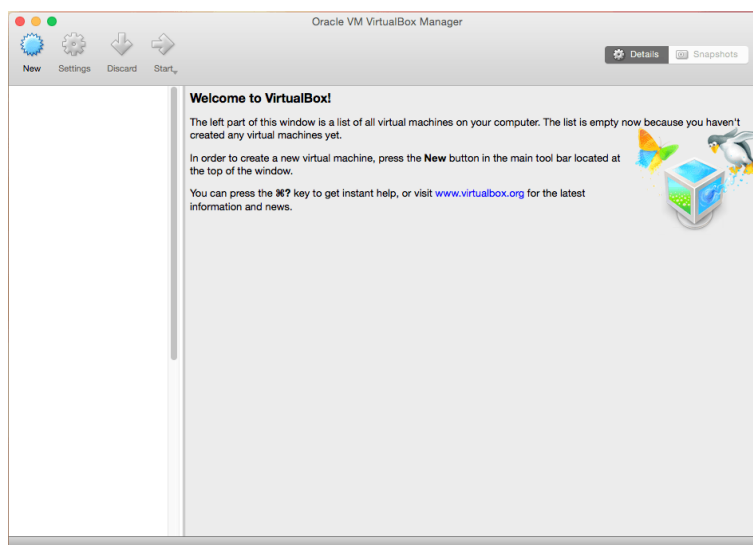 Oracle VM VirtualBox Manager
New Settings Discard Start
Details Snapshots
Welcome to VirtualBox!
The left part of this window is a list of all virtual machines on your computer. The list is empty now because you haven't
created any virtual machines yet.
In order to create a new virtual machine, press the New button in the main tool bar located at
the top of the window.
You can press the ⌘? key to get instant help, or visit www.virtualbox.org for the latest
information and news.